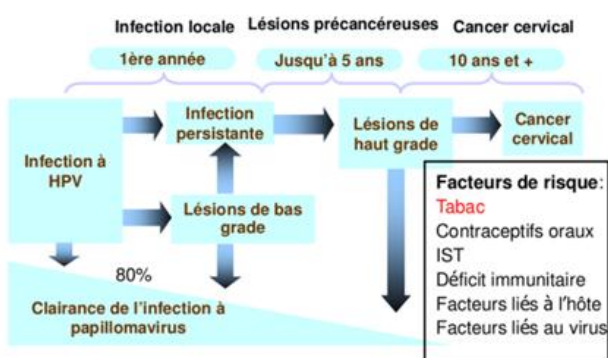 Infection locale
Lésions précancéreuses
Cancer cervical
1ère année
Jusqu'à 5 ans
10 ans et +
Infection à
HPV
Infection
persistante
Lésions de
haut grade
Cancer
cervical
Lésions de bas
grade
80%
Clairance de l'infection à
papillomavirus
Facteurs de risque:
Tabac
Contraceptifs oraux
IST
Déficit immunitaire
Facteurs liés à l'hôte
Facteurs liés au virus